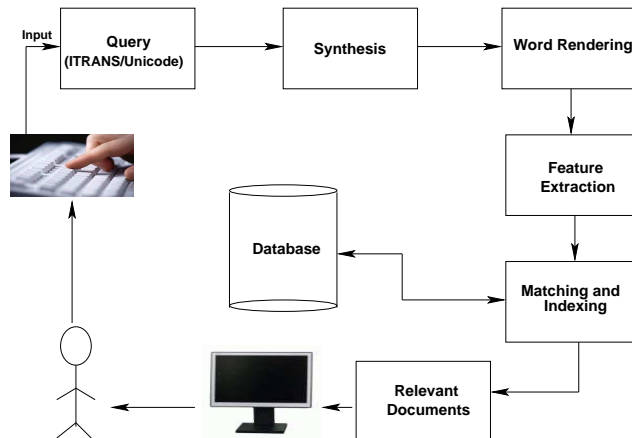 Input
Query
(ITRANS/Unicode)
Synthesis
Word Rendering
Feature
Extraction
Database
Matching and
Indexing
Relevant
Documents